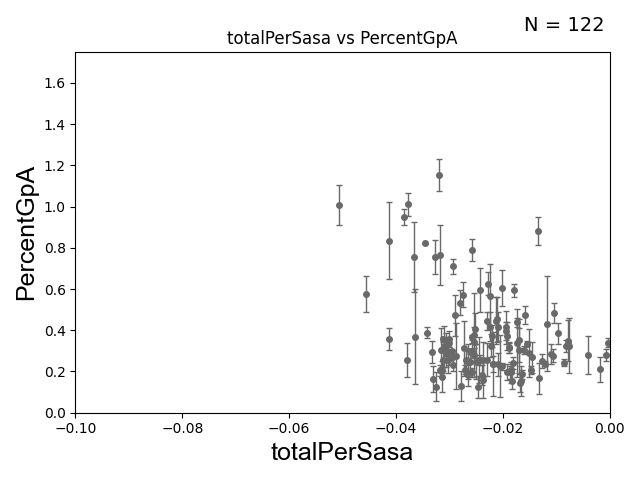 N = 122
totalPerSasa vs PercentGpA
PercentGpA
1.6
1.4
1.2
1.0
0.8
0.6
0.4
0.2
0.0
−0.10 −0.08 −0.06 −0.04 −0.02 0.00
totalPerSasa